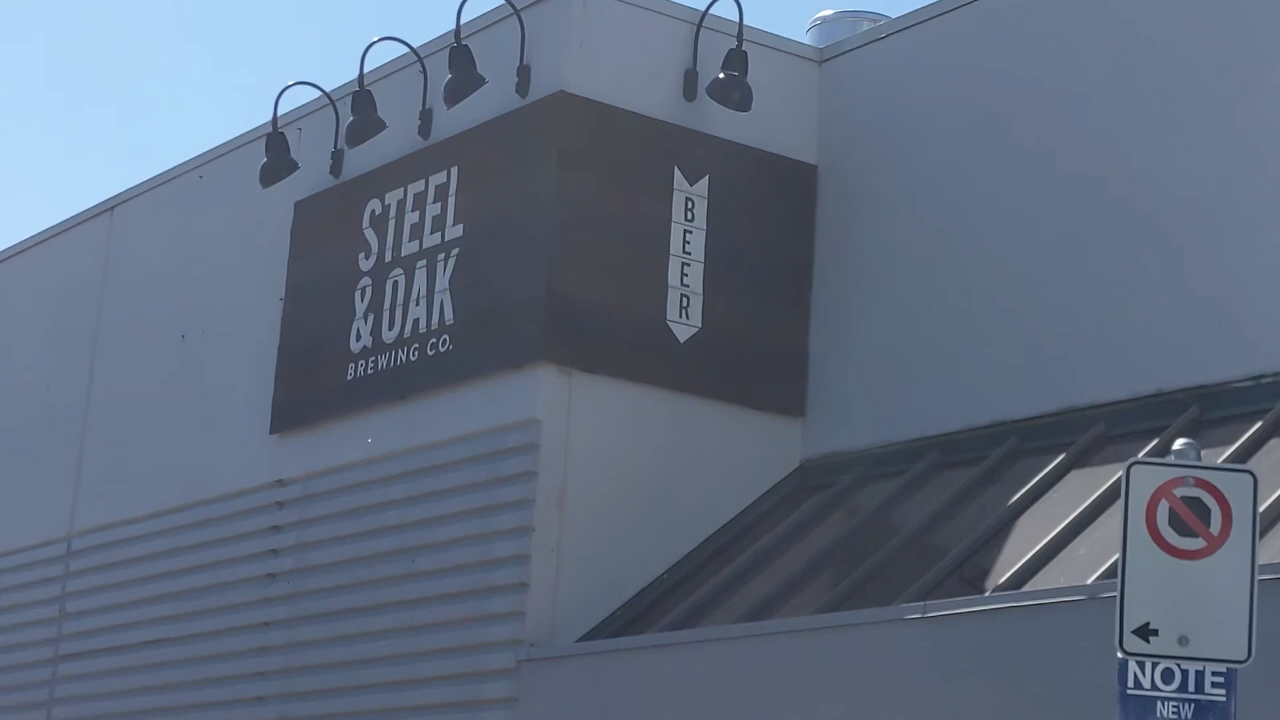 STEEL
& OAK
BREWING CO.
BEER
NOTE
NEW